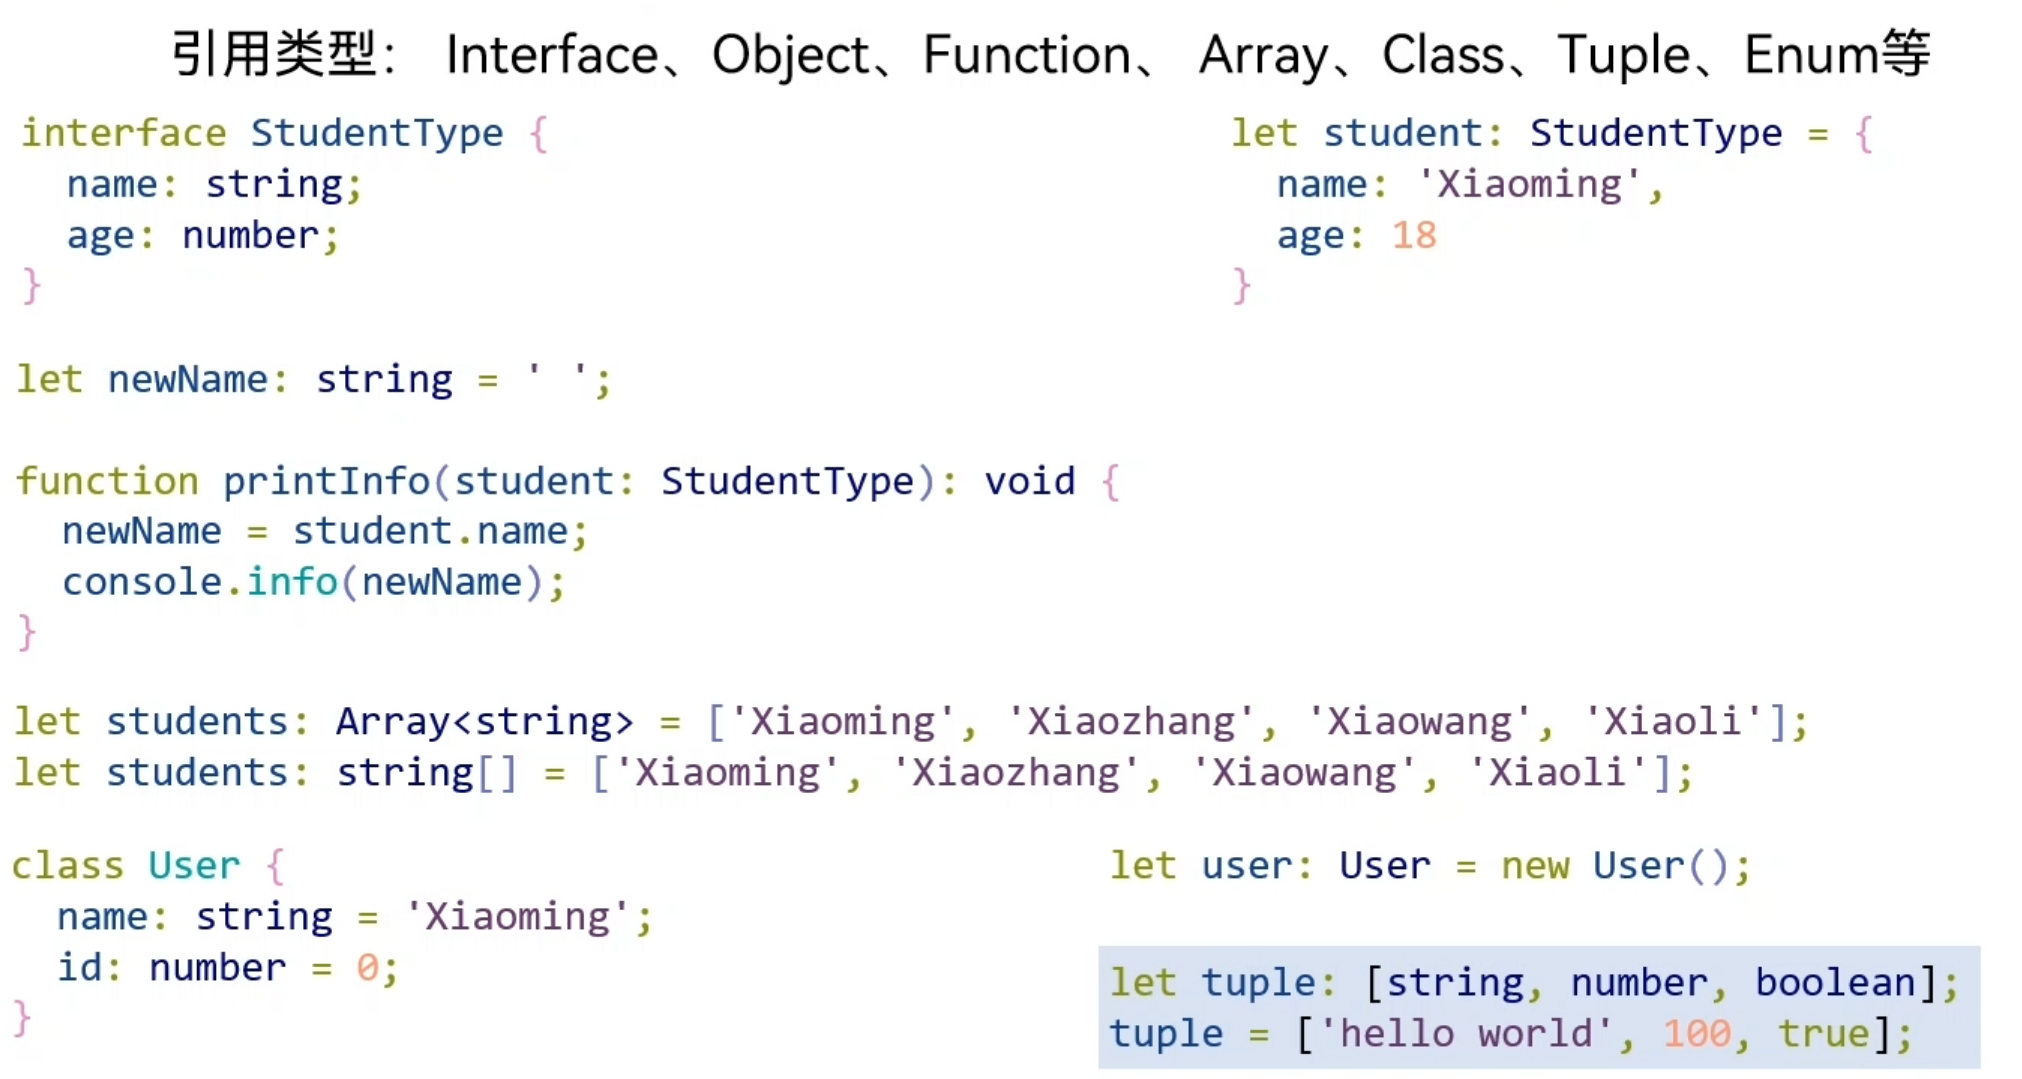 引用类型： Interface、Object、Function、 Array、Class、Tuple、Enum等
interface StudentType {
  name: string;
  age: number;
}
let student: StudentType = {
  name: 'Xiaoming',
  age: 18
}
let newName: string = ' ';
function printInfo(student: StudentType): void {
  newName = student.name;
  console.info(newName);
}
let students: Array<string> = ['Xiaoming', 'Xiaozhang', 'Xiaowang', 'Xiaoli'];
let students: string[] = ['Xiaoming', 'Xiaozhang', 'Xiaowang', 'Xiaoli'];
class User {
  name: string = 'Xiaoming';
  id: number = 0;
}
let user: User = new User();
let tuple: [string, number, boolean];
tuple = ['hello world', 100, true];